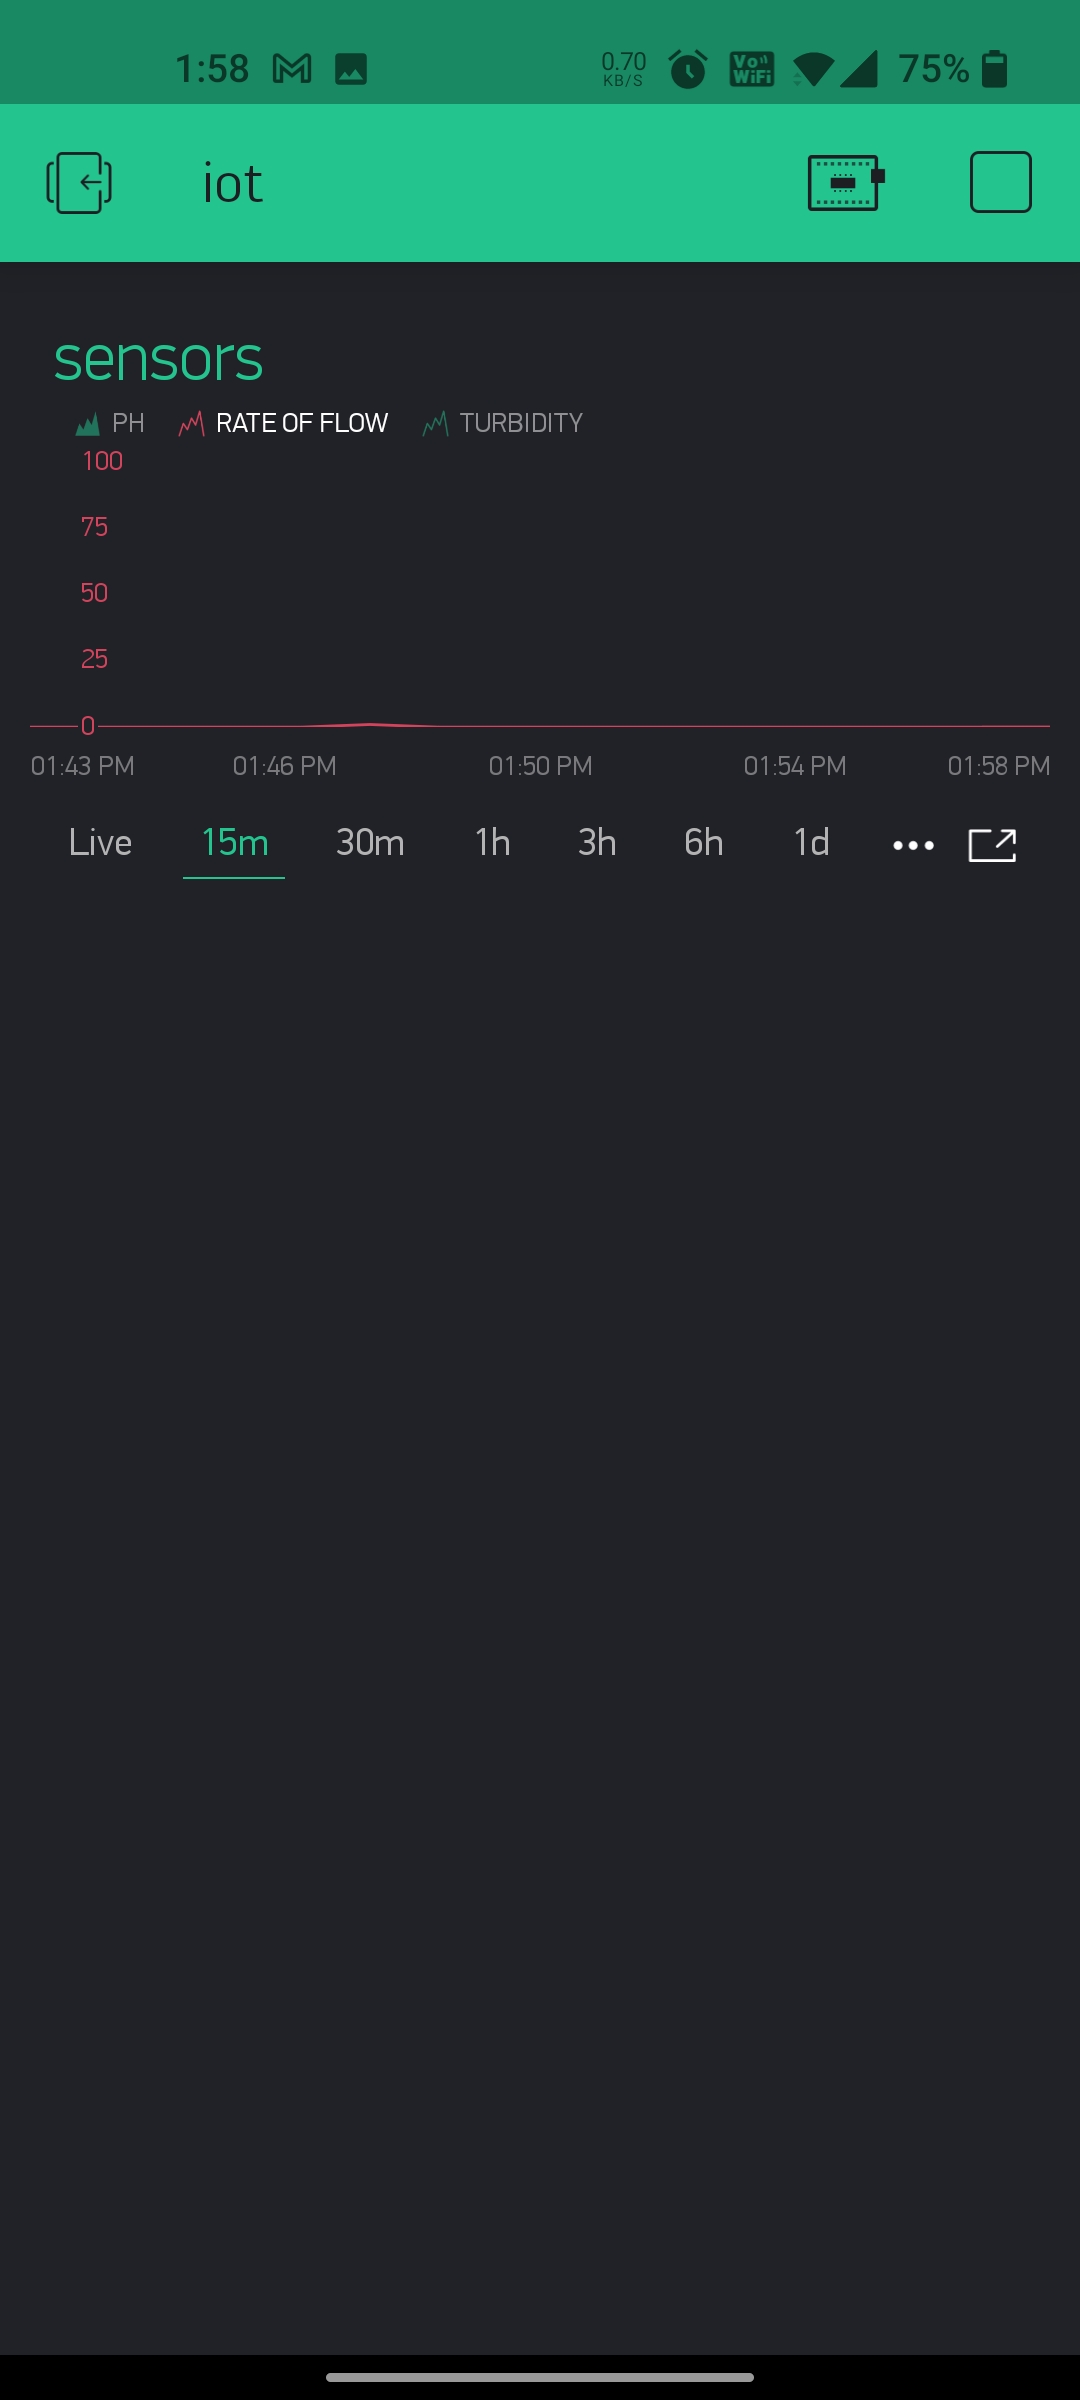 1:58 0.70 KB/S Vo WiFi 75%
iot
sensors
PH RATE OF FLOW TURBIDITY
100
75
50
25
0
01:43 PM 01:46 PM 01:50 PM 01:54 PM 01:58 PM
Live 15m 30m 1h 3h 6h 1d